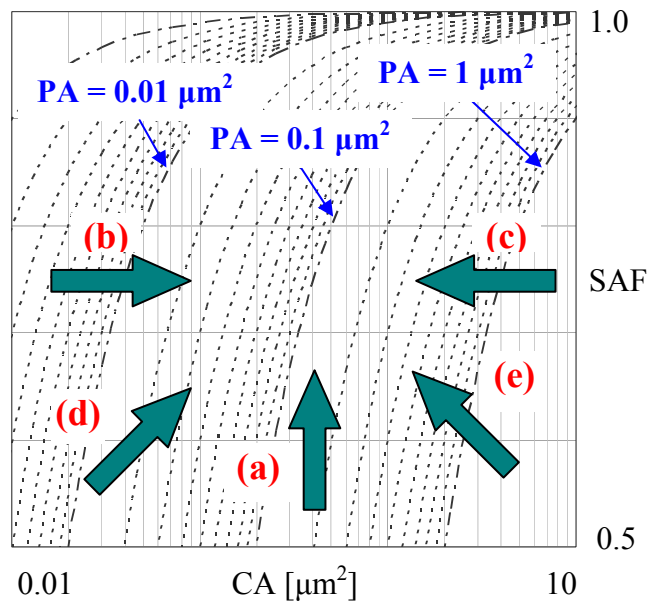 1.0
PA = 0.01 µm²
PA = 1 µm²
PA = 0.1 µm²
(b)
(c)
SAF
(d)
(e)
(a)
0.5
0.01
CA [µm²]
10